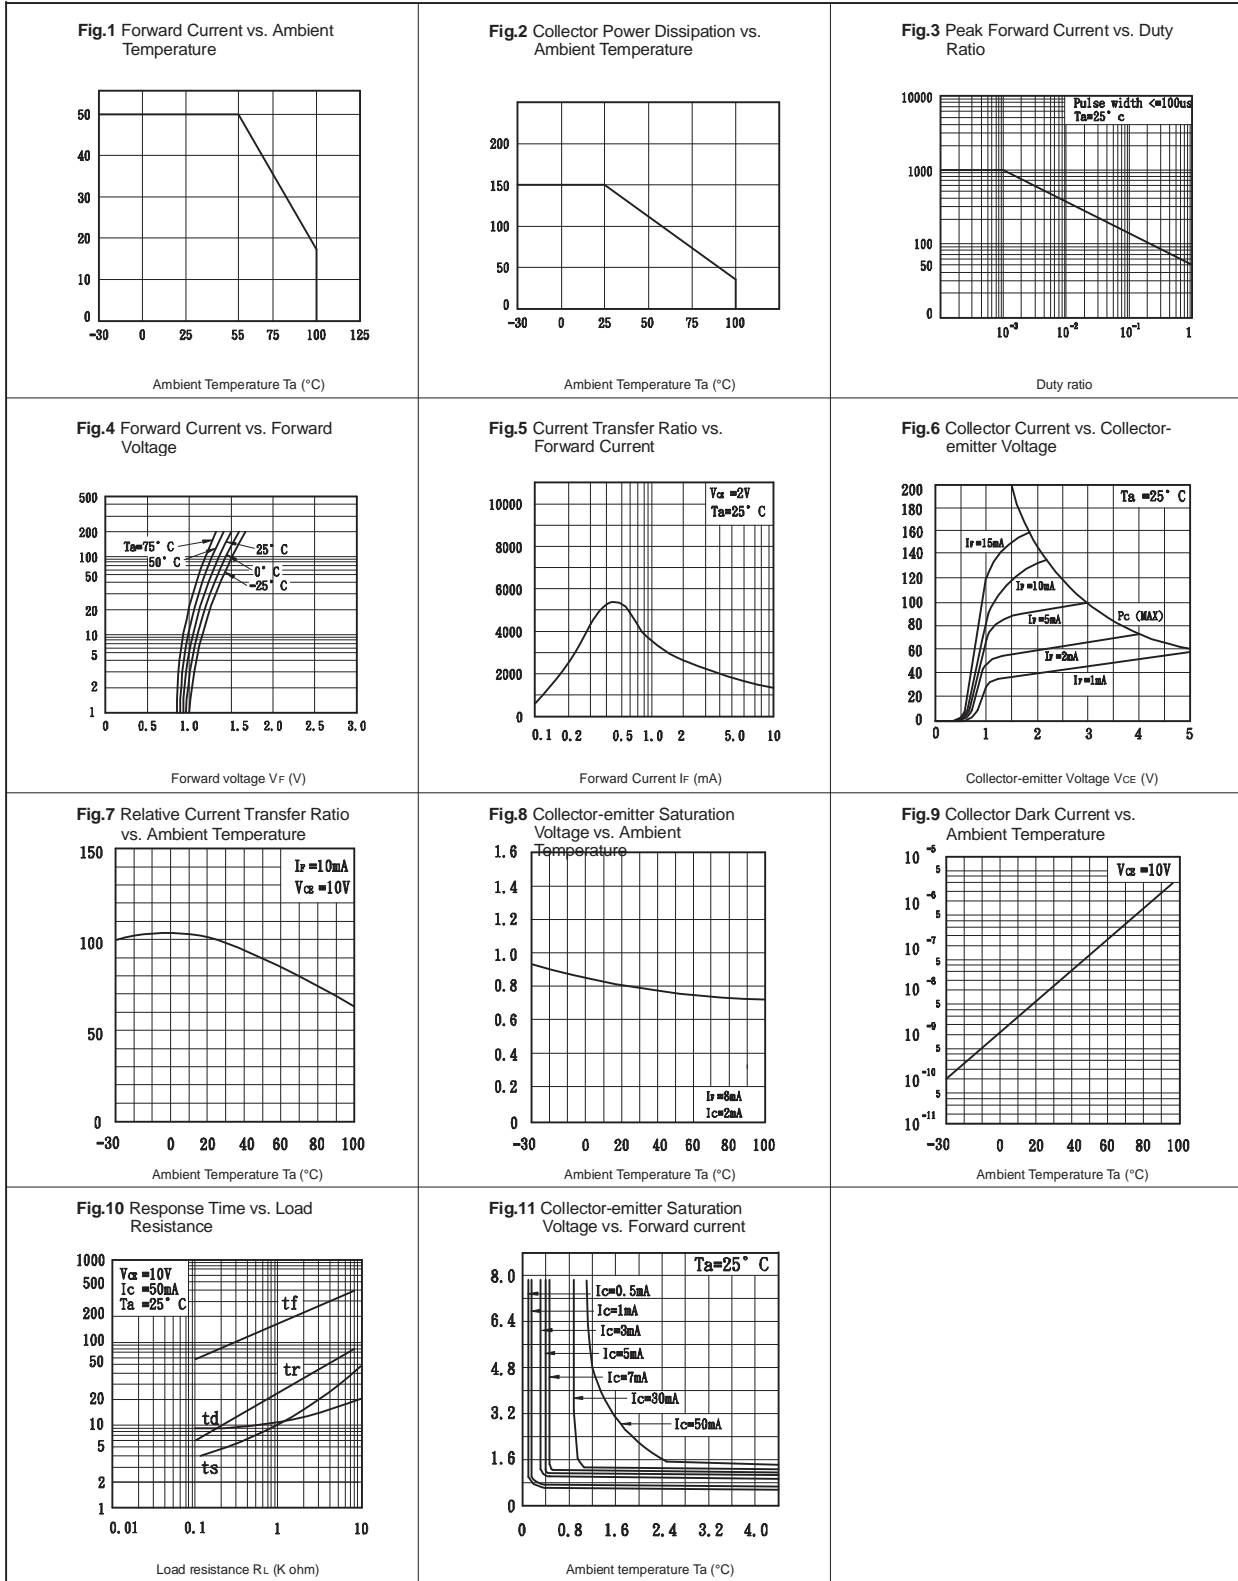 Fig.1 Forward Current vs. Ambient
Temperature
50
40
30
20
10
0
-30 0 25 55 75 100 125
Ambient Temperature Ta (°C)
Fig.2 Collector Power Dissipation vs.
Ambient Temperature
200
150
100
50
0
-30 0 25 50 75 100
Ambient Temperature Ta (°C)
Fig.3 Peak Forward Current vs. Duty
Ratio
Pulse width <=100us
Ta=25° c
10000
1000
100
50
0
10-3 10-2 10-1 1
Duty ratio
Fig.4 Forward Current vs. Forward
Voltage
500
200
100
50
20
10
5
2
1
Ta=75° C
50° C
25° C
0° C
-25° C
0 0.5 1.0 1.5 2.0 2.5 3.0
Forward voltage VF (V)
Fig.5 Current Transfer Ratio vs.
Forward Current
VCE =2V
Ta=25° C
10000
8000
6000
4000
2000
0
0.1 0.2 0.5 1.0 2 5.0 10
Forward Current IF (mA)
Fig.6 Collector Current vs. Collector-
emitter Voltage
Ta =25° C
200
180
160
140
120
100
80
60
40
20
0
IF=15mA
IF=10mA
IF=5mA
Pc (MAX)
IF=2mA
IF=1mA
0 1 2 3 4 5
Collector-emitter Voltage VCE (V)
Fig.7 Relative Current Transfer Ratio
vs. Ambient Temperature
IF =10mA
VCE =10V
150
100
50
0
-30 0 20 40 60 80 100
Ambient Temperature Ta (°C)
Fig.8 Collector-emitter Saturation
Voltage vs. Ambient
Temperature
1.6
1.4
1.2
1.0
0.8
0.6
0.4
0.2
0
IF=8mA
Ic=2mA
-30 0 20 40 60 80 100
Ambient Temperature Ta (°C)
Fig.9 Collector Dark Current vs.
Ambient Temperature
VCE =10V
10 -5
5
10 -6
5
10 -7
5
10 -8
5
10 -9
5
10 -10
5
10 -11
-30 0 20 40 60 80 100
Ambient Temperature Ta (°C)
Fig.10 Response Time vs. Load
Resistance
VCE =10V
Ic =50mA
Ta =25° C
1000
500
200
100
50
20
10
5
2
1
tf
tr
td
ts
0.01 0.1 1 10
Load resistance RL (K ohm)
Fig.11 Collector-emitter Saturation
Voltage vs. Forward current
Ta=25° C
8.0
6.4
4.8
3.2
1.6
0
Ic=0.5mA
Ic=1mA
Ic=3mA
Ic=5mA
Ic=7mA
Ic=30mA
Ic=50mA
0 0.8 1.6 2.4 3.2 4.0
Ambient temperature Ta (°C)